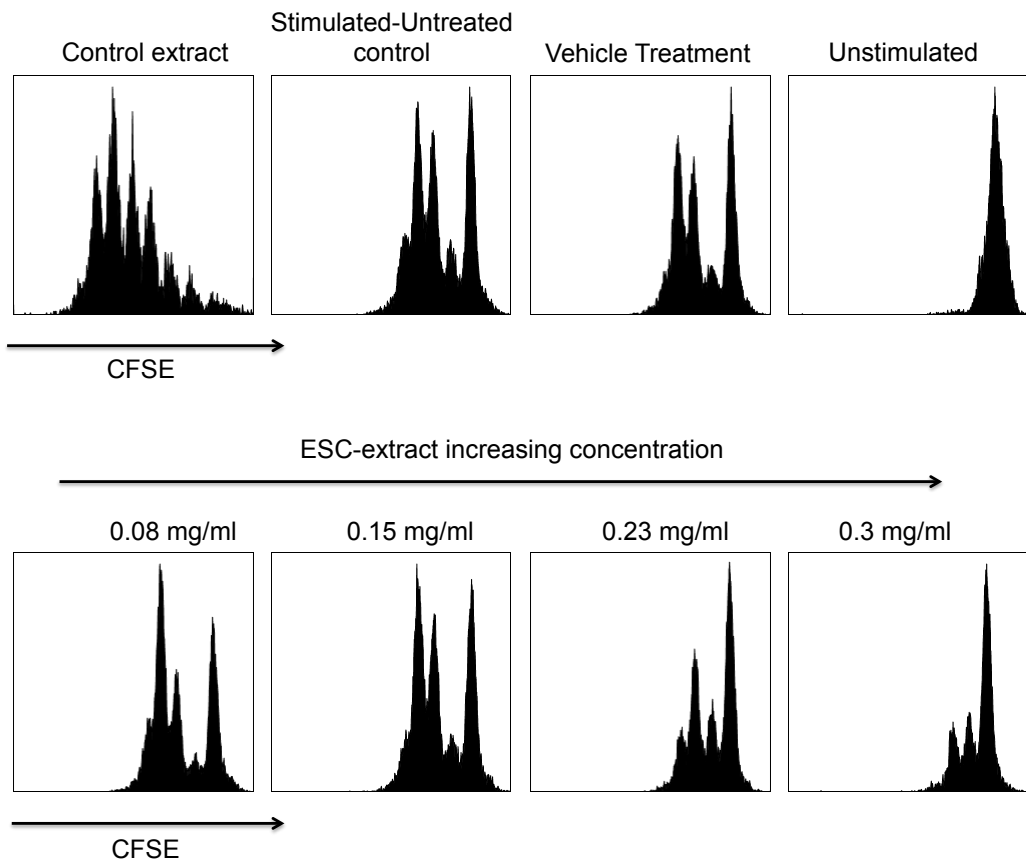 Control extract
Stimulated-Untreated
control
Vehicle Treatment
Unstimulated
CFSE
ESC-extract increasing concentration
0.08 mg/ml
0.15 mg/ml
0.23 mg/ml
0.3 mg/ml
CFSE